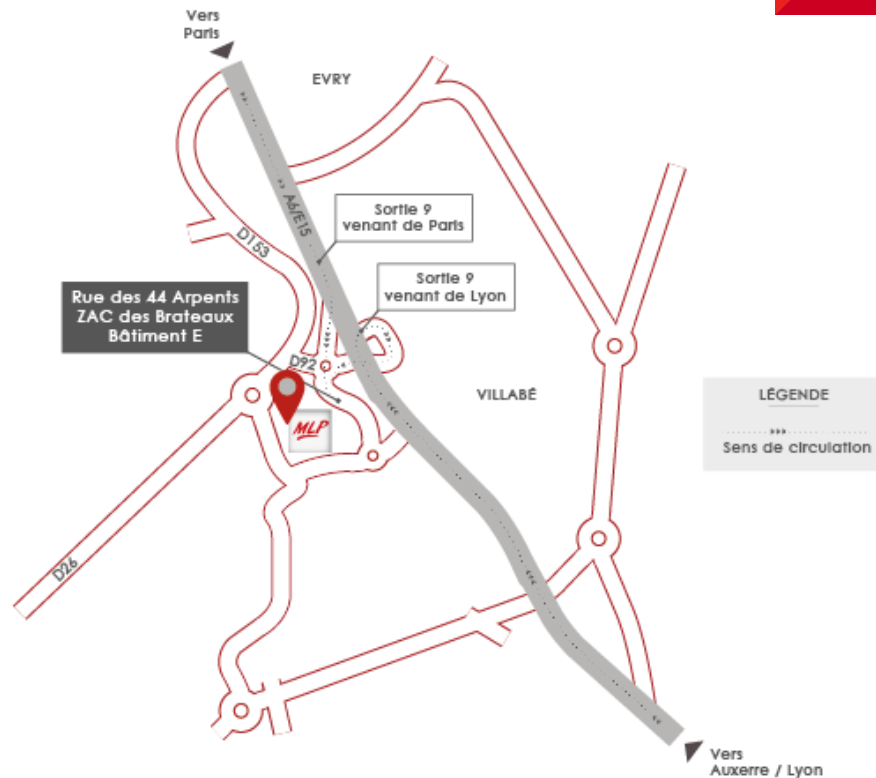 Vers
Paris
EVRY
A6/E15
Sortie 9
venant de Paris
D153
Sortie 9
venant de Lyon
Rue des 44 Arpents
ZAC des Brateaux
Bâtiment E
D92
VILLABÉ
LÉGENDE
Sens de circulation
MLP
D26
Vers
Auxerre / Lyon